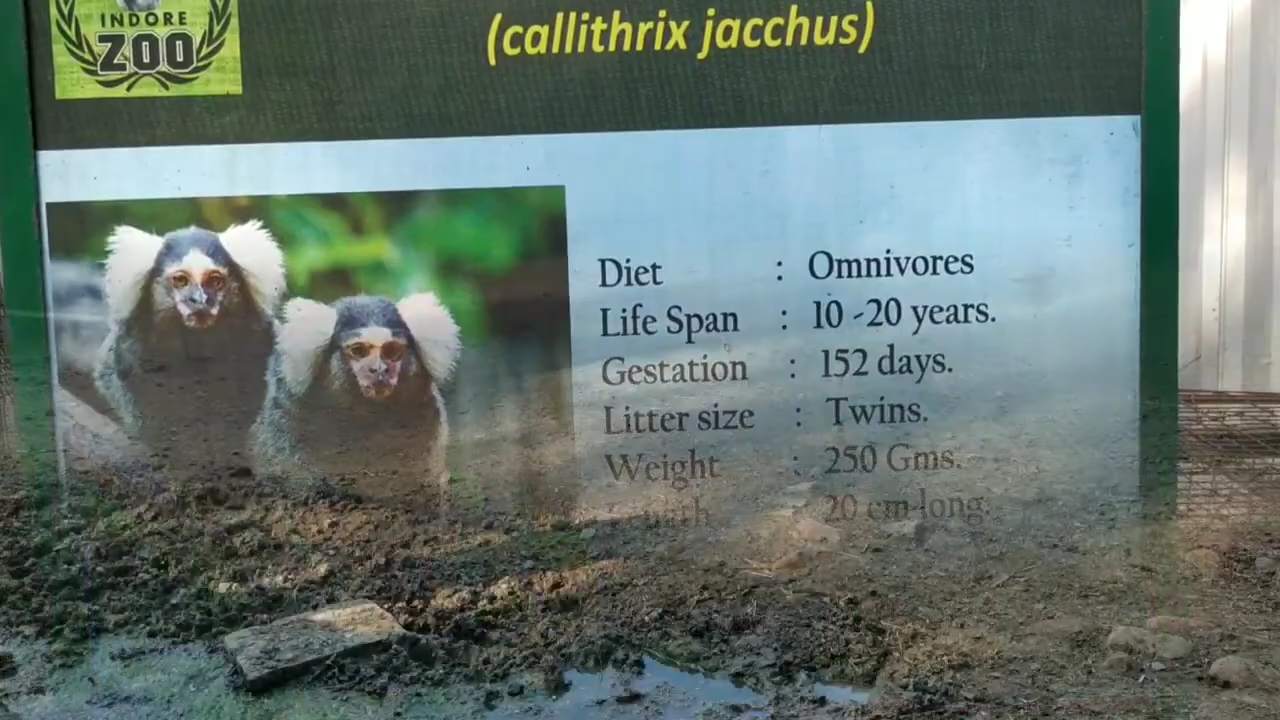 INDORE
ZOO
(callithrix jacchus)
Diet : Omnivores
Life Span : 10 -20 years.
Gestation : 152 days.
Litter size : Twins.
Weight : 250 Gms.
Length : 20 cm long.